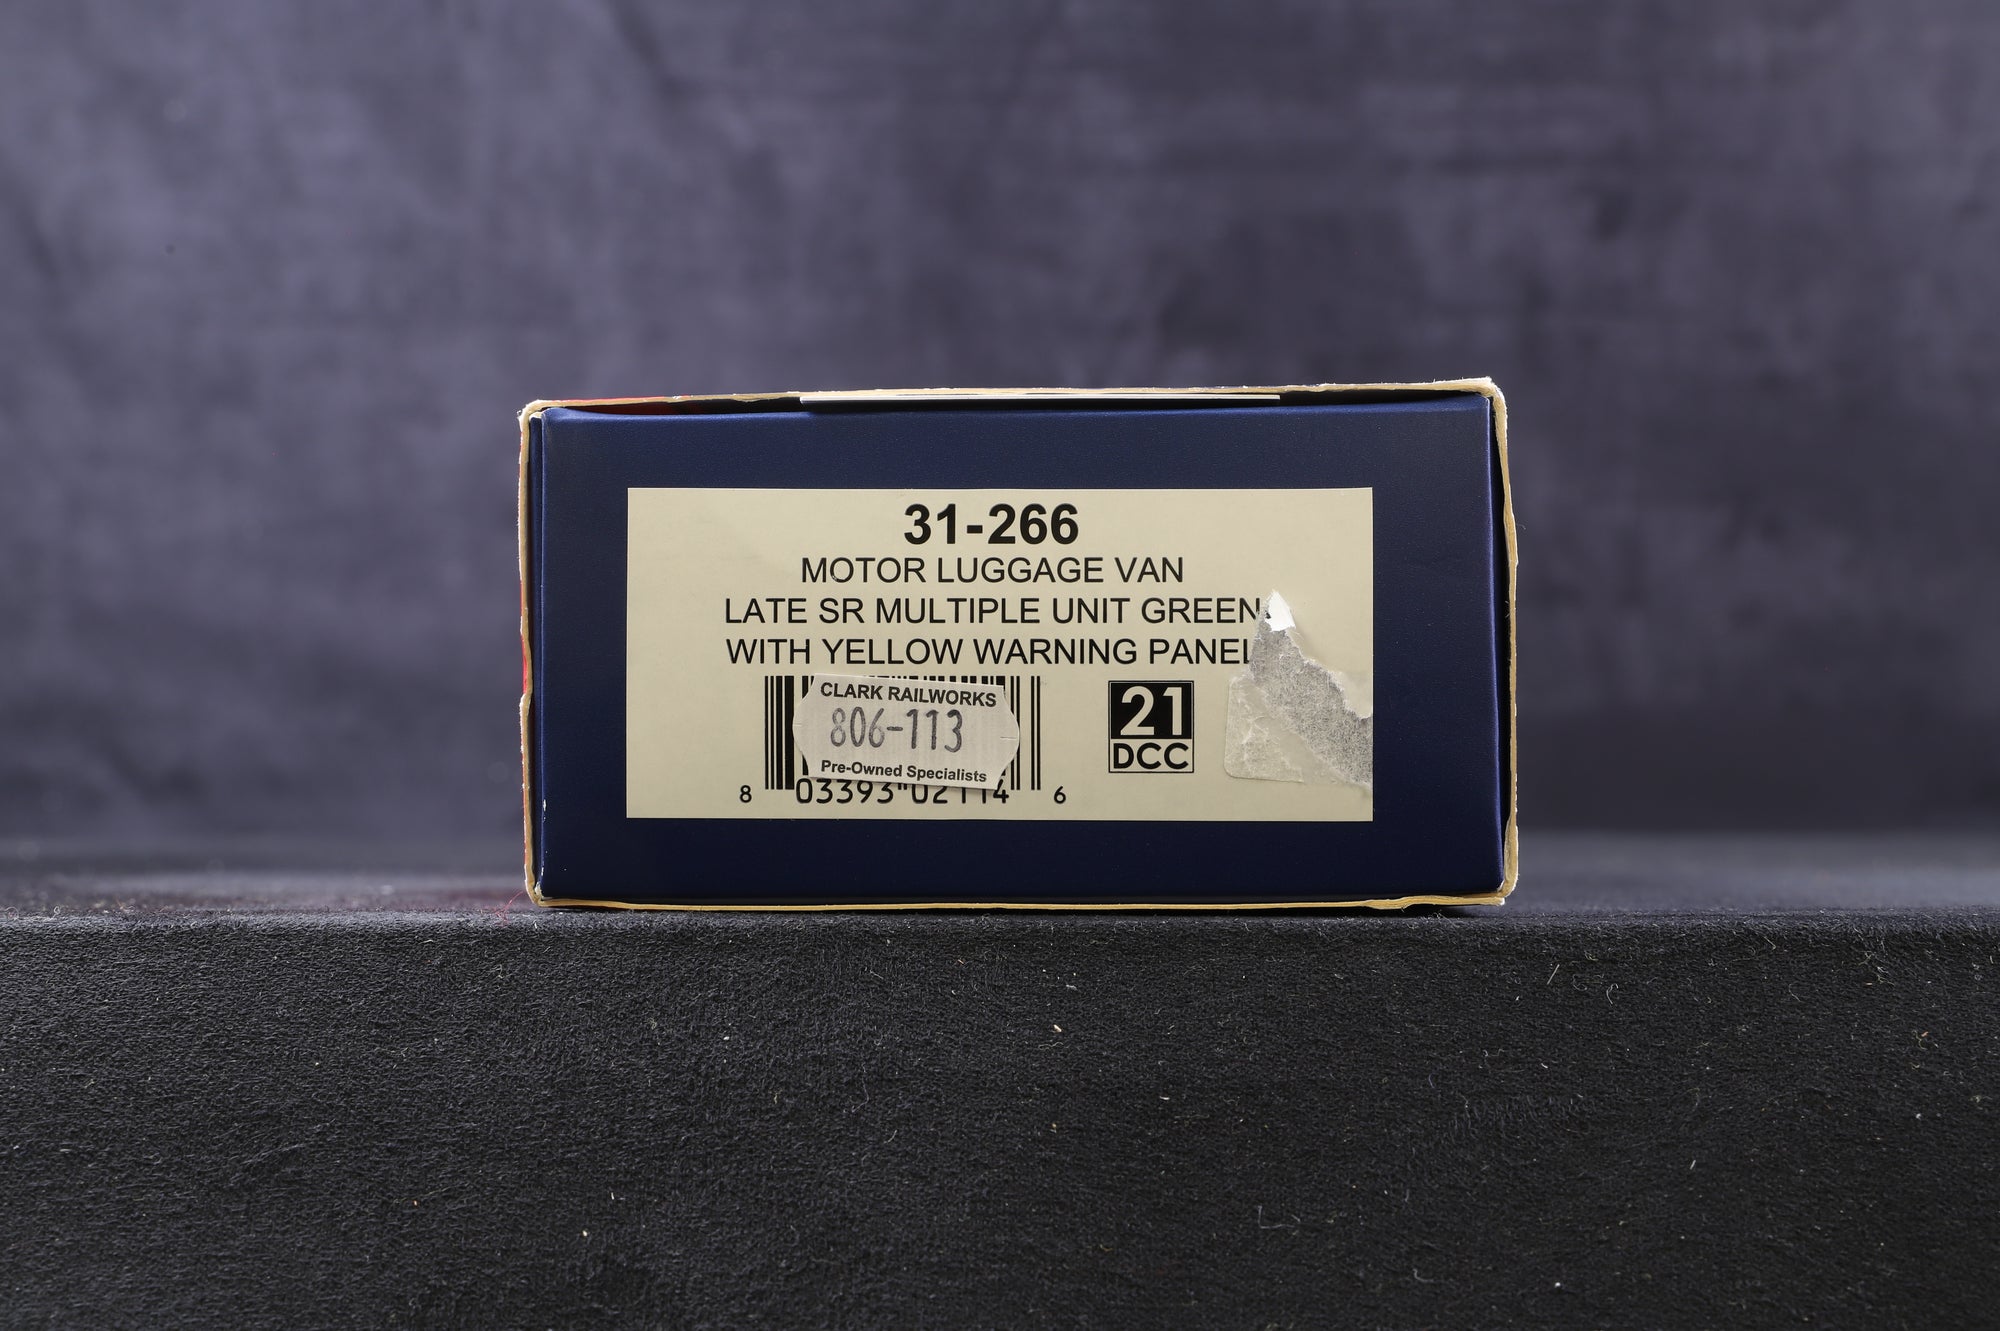 31-266
MOTOR LUGGAGE VAN
LATE SR MULTIPLE UNIT GREEN
WITH YELLOW WARNING PANEL
CLARK RAILWORKS
806-113
Pre-Owned Specialists
21
DCC
8 03393"02114 6